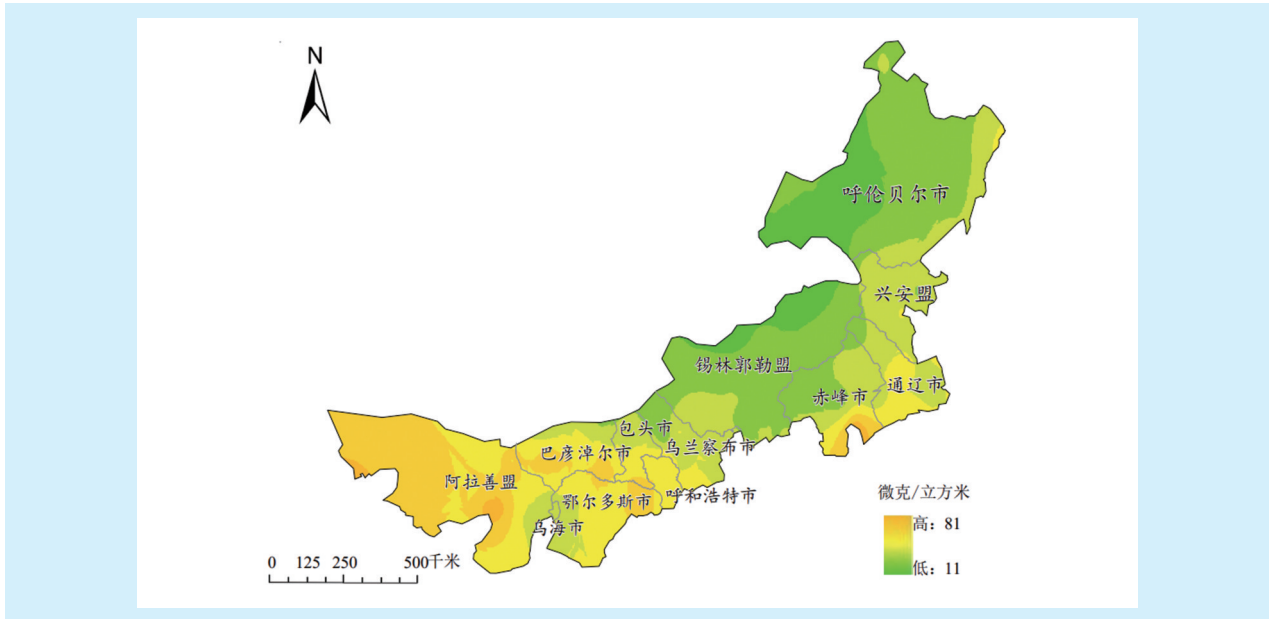 N
呼伦贝尔市
兴安盟
锡林郭勒盟
通辽市
赤峰市
包头市
乌兰察布市
巴彦淖尔市
阿拉善盟
鄂尔多斯市
呼和浩特市
乌海市
微克/立方米
高：81
低：11
0 125 250 500千米